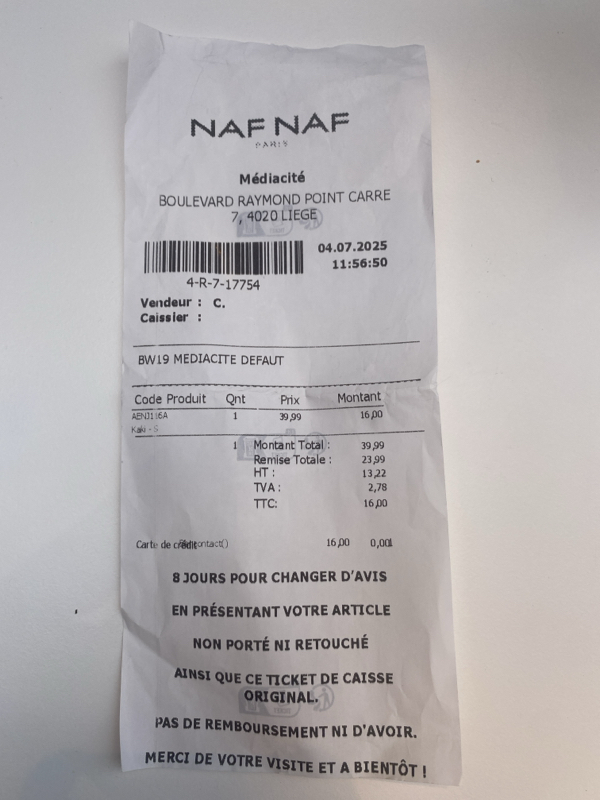 NAF NAF
PARIS
Médiacité
BOULEVARD RAYMOND POINT CARRE
7, 4020 LIEGE
04.07.2025
11:56:50
4-R-7-17754
Vendeur : C.
Caissier :
BW19 MEDIACITE DEFAUT
Code Produit Qnt Prix Montant
AENJ116A 1 39,99 16,00
Kaki - S
1 Montant Total : 39,99
Remise Totale : 23,99
HT : 13,22
TVA : 2,78
TTC: 16,00
Carte de crédit 16,00
8 JOURS POUR CHANGER D'AVIS
EN PRÉSENTANT VOTRE ARTICLE
NON PORTÉ NI RETOUCHÉ
AINSI QUE CE TICKET DE CAISSE
ORIGINAL.
PAS DE REMBOURSEMENT NI D'AVOIR.
MERCI DE VOTRE VISITE ET A BIENTÔT !